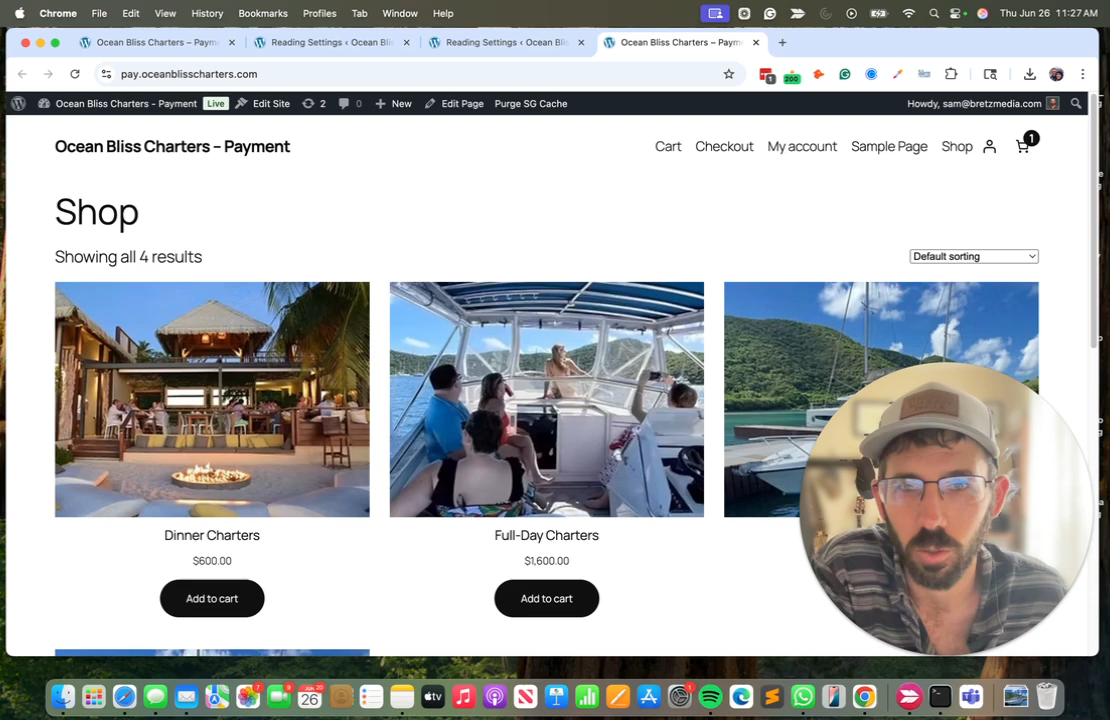 Chrome File Edit View History Bookmarks Profiles Tab Window Help Thu Jun 26 11:27 AM
Ocean Bliss Charters – Paym Reading Settings ‹ Ocean Bli Reading Settings ‹ Ocean Bli Ocean Bliss Charters – Paym
pay.oceanblisscharters.com 1 200
Ocean Bliss Charters – Payment Live Edit Site 2 0 New Edit Page Purge SG Cache Howdy, sam@bretzmedia.com
Ocean Bliss Charters – Payment Cart Checkout My account Sample Page Shop 1
Shop
Showing all 4 results Default sorting
Dinner Charters Full-Day Charters
$600.00 $1,600.00
Add to cart Add to cart